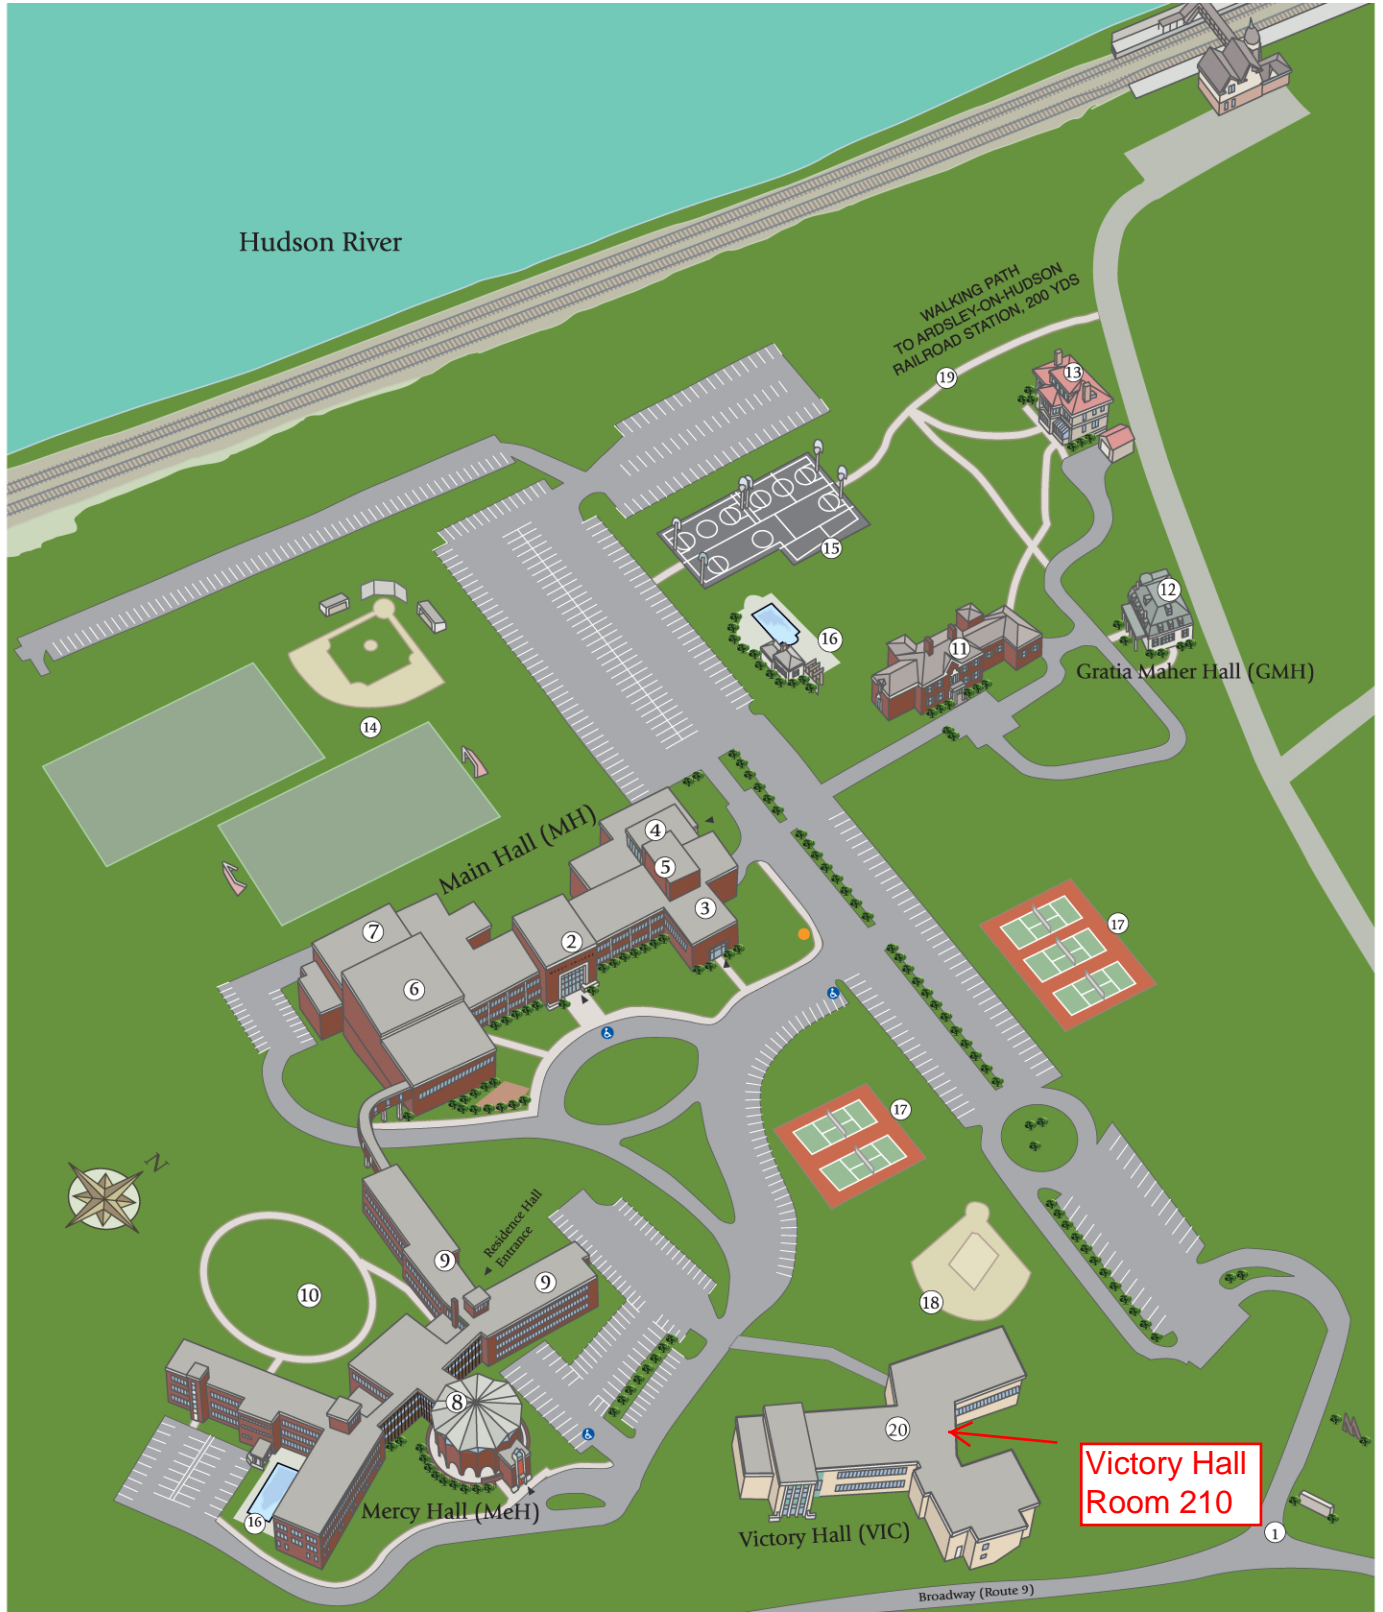 Hudson River
WALKING PATH
TO ARDSLEY-ON-HUDSON
RAILROAD STATION, 200 YDS
19
13
15
12
16
11
Gratia Maher Hall (GMH)
14
Main Hall (MH)
4
5
3
7
2
6
17
17
N
Residence Hall
Entrance
9
9
10
18
8
20
Victory Hall
Room 210
Mercy Hall (MeH)
16
Victory Hall (VIC)
1
Broadway (Route 9)